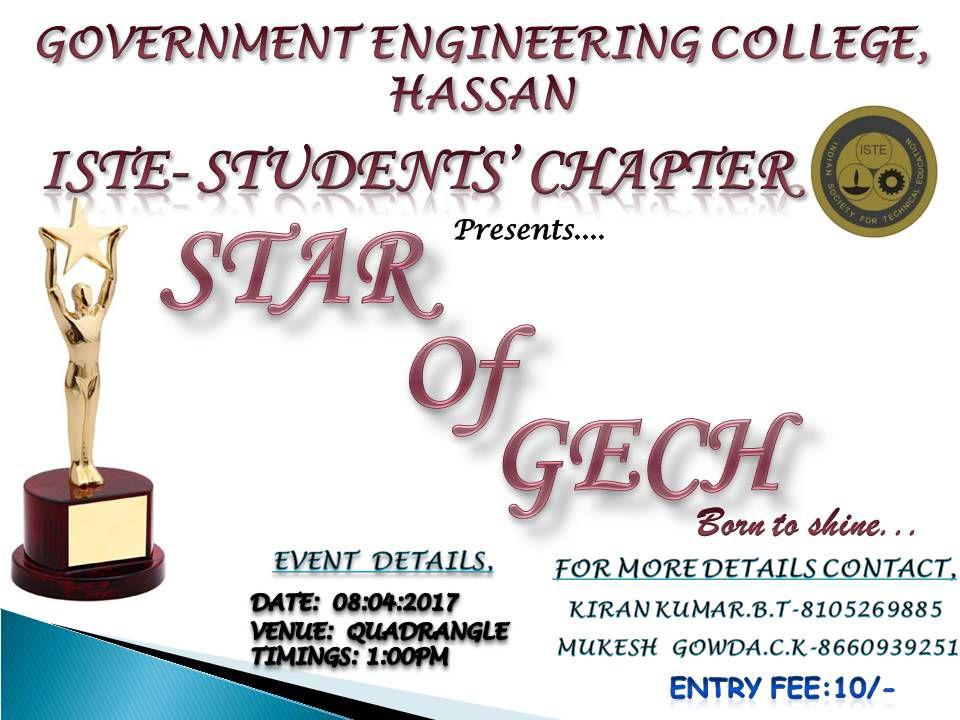 GOVERNMENT ENGINEERING COLLEGE,
HASSAN
ISTE- STUDENTS' CHAPTER
ISTE
INDIAN SOCIETY FOR TECHNICAL EDUCATION
Presents....
STAR
Of
GECH
Born to shine...
EVENT DETAILS,
DATE: 08:04:2017
VENUE: QUADRANGLE
TIMINGS: 1:00PM
FOR MORE DETAILS CONTACT,
KIRAN KUMAR.B.T-8105269885
MUKESH GOWDA.C.K-8660939251
ENTRY FEE:10/-